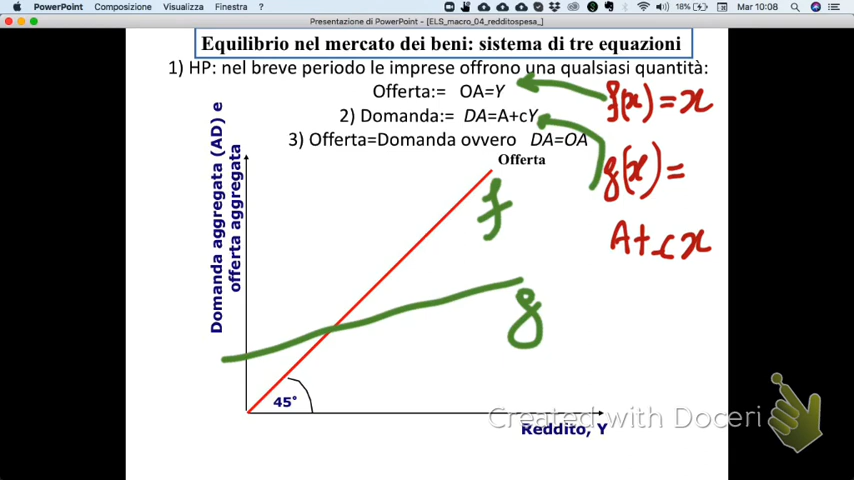 PowerPoint Composizione Visualizza Finestra ? 18% Mar 10:08
Presentazione di PowerPoint - [ELS_macro_04_redditospesa_]
Equilibrio nel mercato dei beni: sistema di tre equazioni
1) HP: nel breve periodo le imprese offrono una qualsiasi quantità:
Offerta:= OA=Y
2) Domanda:= DA=A+cY
3) Offerta=Domanda ovvero DA=OA
f(x)=x
g(x)=
A+cx
Domanda aggregata (AD) e
offerta aggregata
Offerta
f
g
45°
Created with Doceri
Reddito, Y